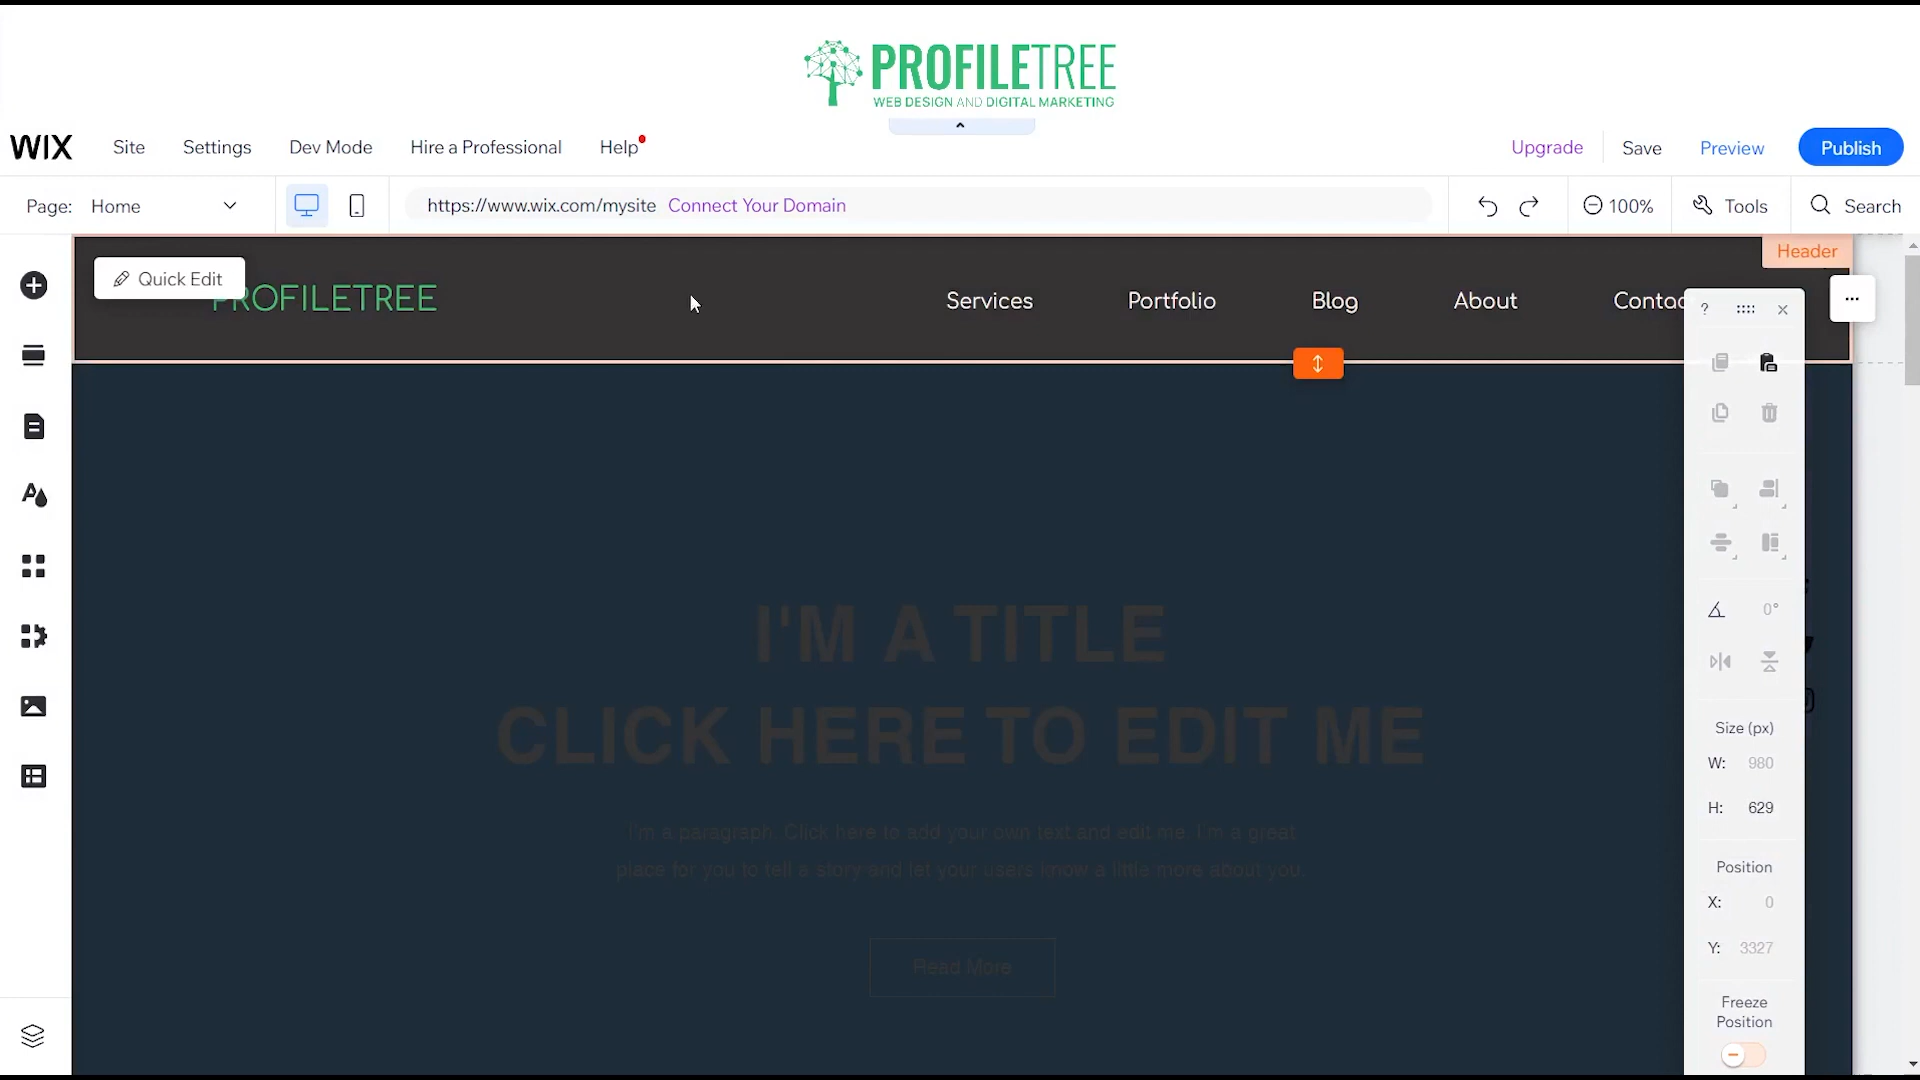 PROFILETREE
WEB DESIGN AND DIGITAL MARKETING
WIX Site Settings Dev Mode Hire a Professional Help Upgrade Save Preview Publish
Page: Home https://www.wix.com/mysite Connect Your Domain 100% Tools Search
Header
Quick Edit
PROFILETREE Services Portfolio Blog About Contac
?
0°
I'M A TITLE
CLICK HERE TO EDIT ME
Size (px)
W: 980
H: 629
I'm a paragraph. Click here to add your own text and edit me. I'm a great
place for you to tell a story and let your users know a little more about you.
Position
X: 0
Y: 3327
Read More
Freeze
Position